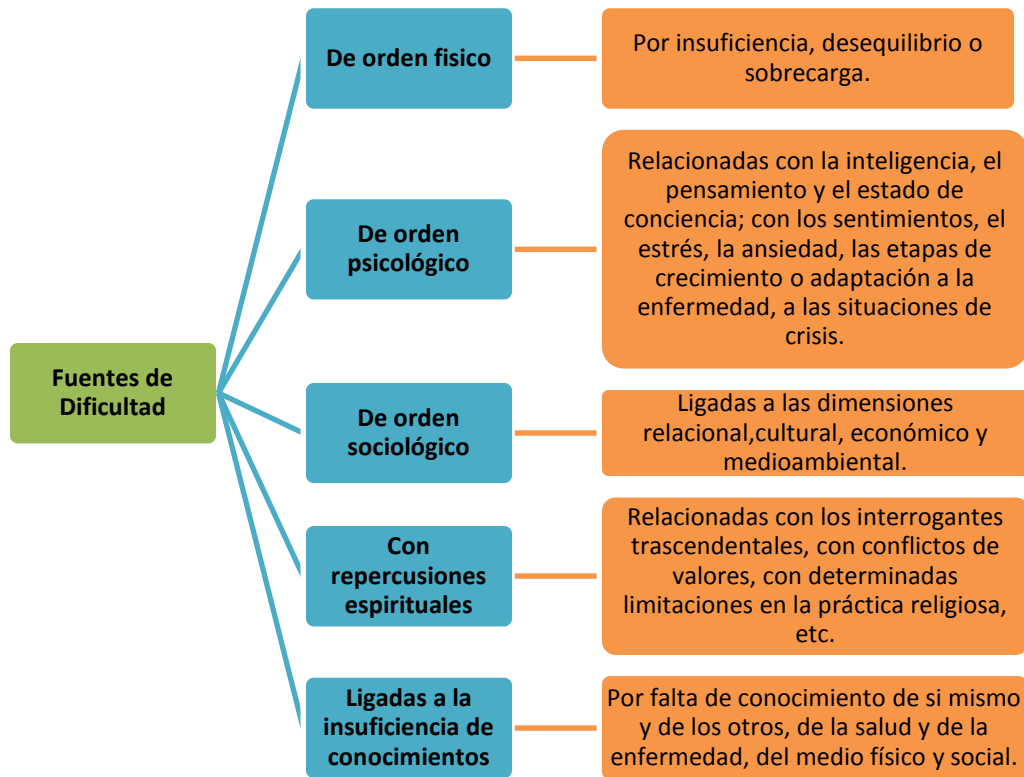 Fuentes de
Dificultad
De orden fisico
Por insuficiencia, desequilibrio o
sobrecarga.
De orden
psicológico
Relacionadas con la inteligencia, el
pensamiento y el estado de
conciencia; con los sentimientos, el
estrés, la ansiedad, las etapas de
crecimiento o adaptación a la
enfermedad, a las situaciones de
crisis.
De orden
sociológico
Ligadas a las dimensiones
relacional,cultural, económico y
medioambiental.
Con
repercusiones
espirituales
Relacionadas con los interrogantes
trascendentales, con conflictos de
valores, con determinadas
limitaciones en la práctica religiosa,
etc.
Ligadas a la
insuficiencia de
conocimientos
Por falta de conocimiento de si mismo
y de los otros, de la salud y de la
enfermedad, del medio físico y social.